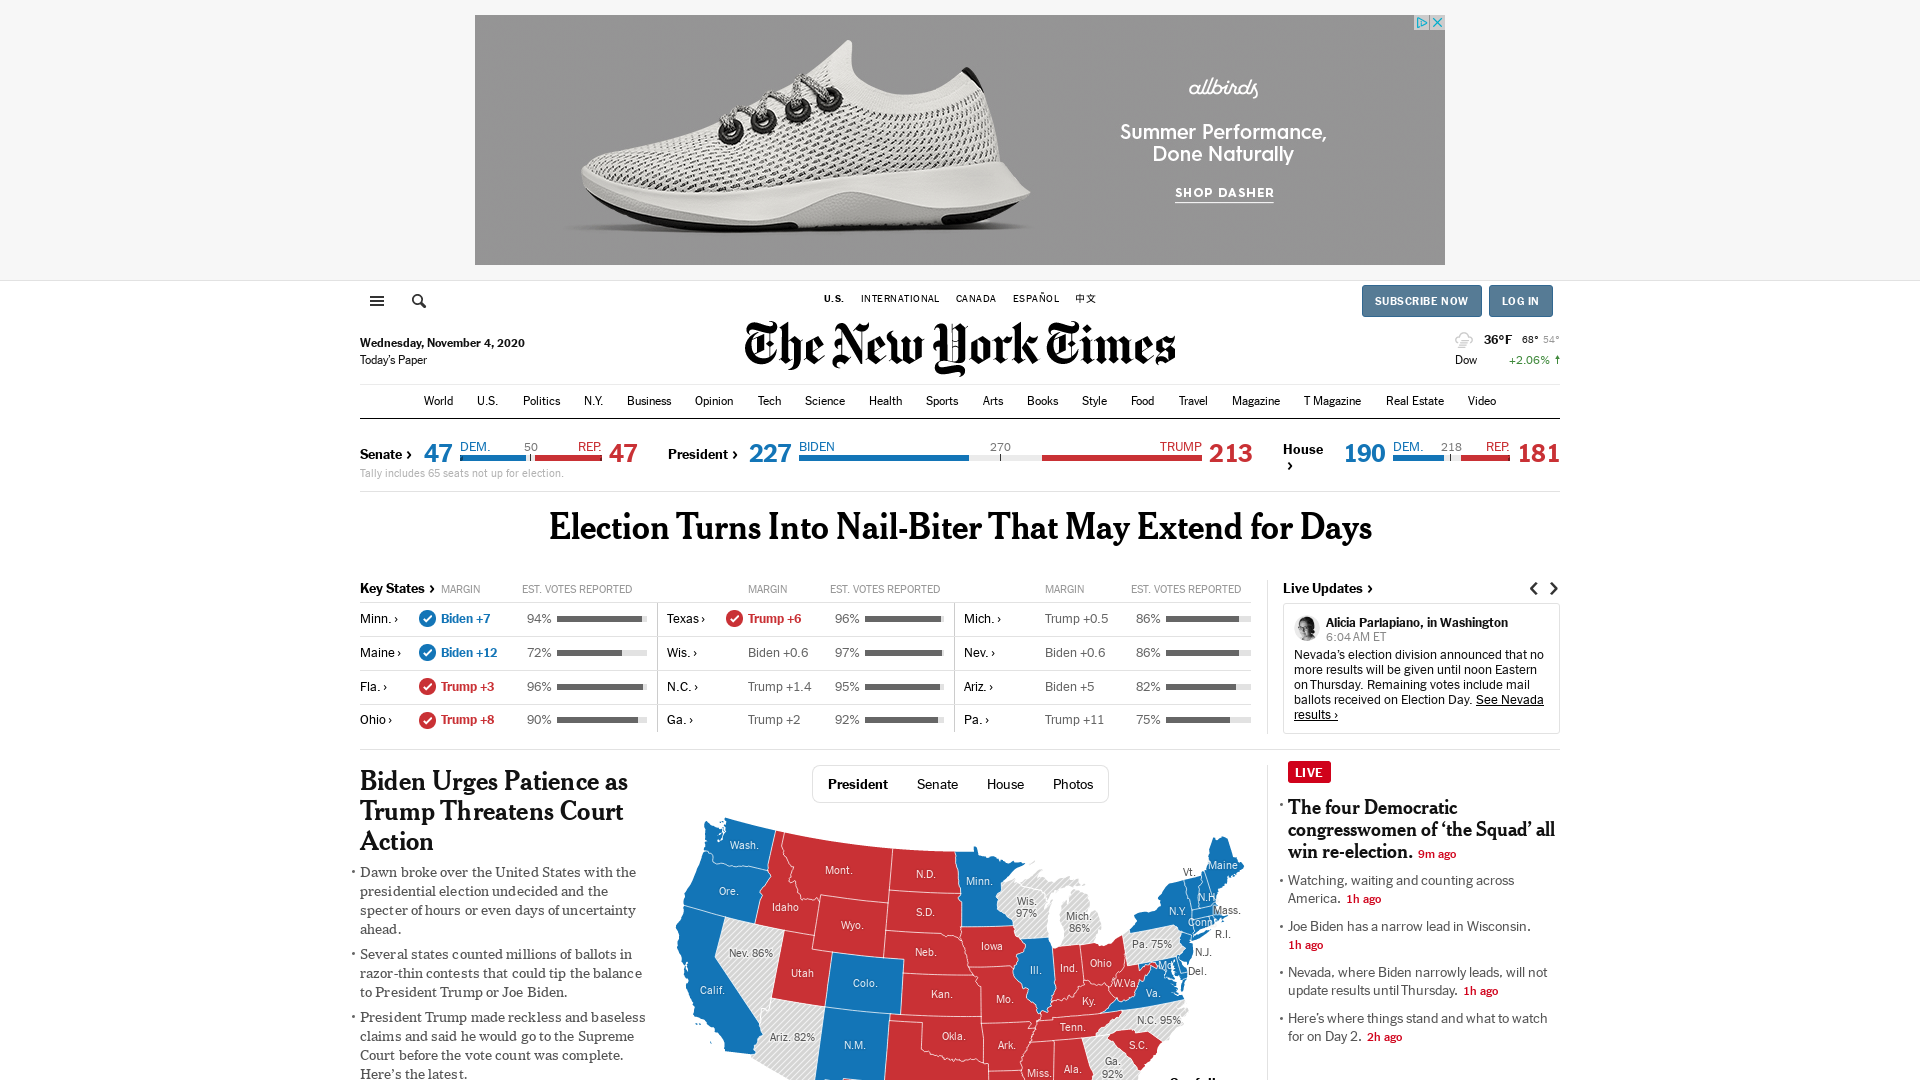 allbirds
Summer Performance,
Done Naturally
SHOP DASHER
U.S. INTERNATIONAL CANADA ESPAÑOL 中文
SUBSCRIBE NOW LOG IN
Wednesday, November 4, 2020
Today's Paper
The New York Times
36°F 68° 54°
Dow +2.06% ↑
World U.S. Politics N.Y. Business Opinion Tech Science Health Sports Arts Books Style Food Travel Magazine T Magazine Real Estate Video
Senate › 47 DEM. 50 REP. 47
Tally includes 65 seats not up for election.
President › 227 BIDEN 270 TRUMP 213
House › 190 DEM. 218 REP. 181
Election Turns Into Nail-Biter That May Extend for Days
Key States › MARGIN EST. VOTES REPORTED MARGIN EST. VOTES REPORTED MARGIN EST. VOTES REPORTED
Minn. › Biden +7 94% Texas › Trump +6 96% Mich. › Trump +0.5 86%
Maine › Biden +12 72% Wis. › Biden +0.6 97% Nev. › Biden +0.6 86%
Fla. › Trump +3 96% N.C. › Trump +1.4 95% Ariz. › Biden +5 82%
Ohio › Trump +8 90% Ga. › Trump +2 92% Pa. › Trump +11 75%
Live Updates ›
Alicia Parlapiano, in Washington
6:04 AM ET
Nevada's election division announced that no
more results will be given until noon Eastern
on Thursday. Remaining votes include mail
ballots received on Election Day. See Nevada
results ›
Biden Urges Patience as
Trump Threatens Court
Action
• Dawn broke over the United States with the
presidential election undecided and the
specter of hours or even days of uncertainty
ahead.
• Several states counted millions of ballots in
razor-thin contests that could tip the balance
to President Trump or Joe Biden.
• President Trump made reckless and baseless
claims and said he would go to the Supreme
Court before the vote count was complete.
Here's the latest.
President Senate House Photos
Wash.
Mont.
N.D.
Minn.
Vt.
Maine
Ore.
Idaho
S.D.
Wis.
97%
Mich.
86%
N.H.
N.Y.
Mass.
Conn.
R.I.
Wyo.
Iowa
Pa. 75%
N.J.
Nev. 86%
Neb.
Utah
Colo.
Ill.
Ind.
Ohio
Md.
Del.
W.Va.
Va.
Calif.
Kan.
Mo.
Ky.
N.C. 95%
Tenn.
Ariz. 82%
N.M.
Okla.
Ark.
S.C.
Miss.
Ala.
Ga.
92%
LIVE
• The four Democratic
congresswomen of ‘the Squad’ all
win re-election. 9m ago
• Watching, waiting and counting across
America. 1h ago
• Joe Biden has a narrow lead in Wisconsin.
1h ago
• Nevada, where Biden narrowly leads, will not
update results until Thursday. 1h ago
• Here's where things stand and what to watch
for on Day 2. 2h ago